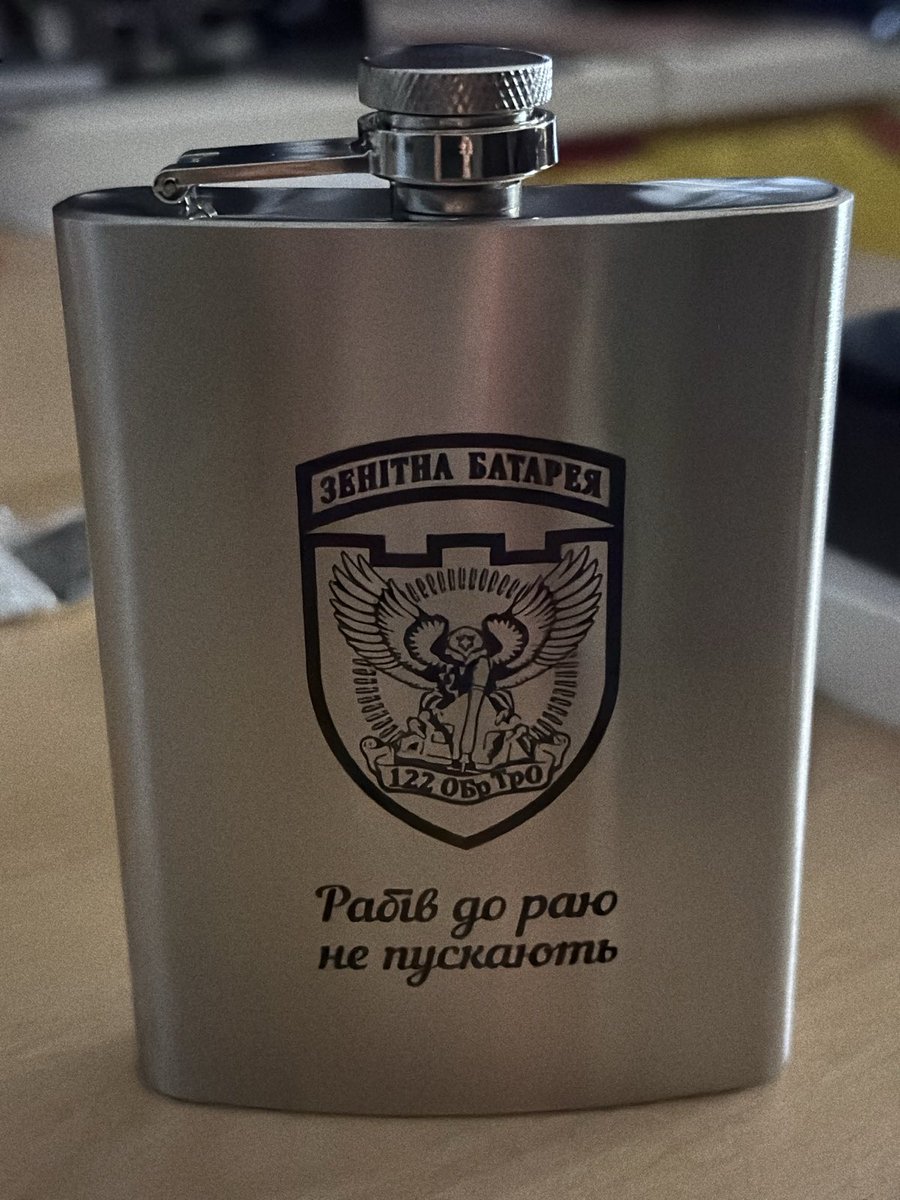 ЗЕНІТНА БАТАРЕЯ
122 ОБр ТрО
Рабів до раю
не пускають